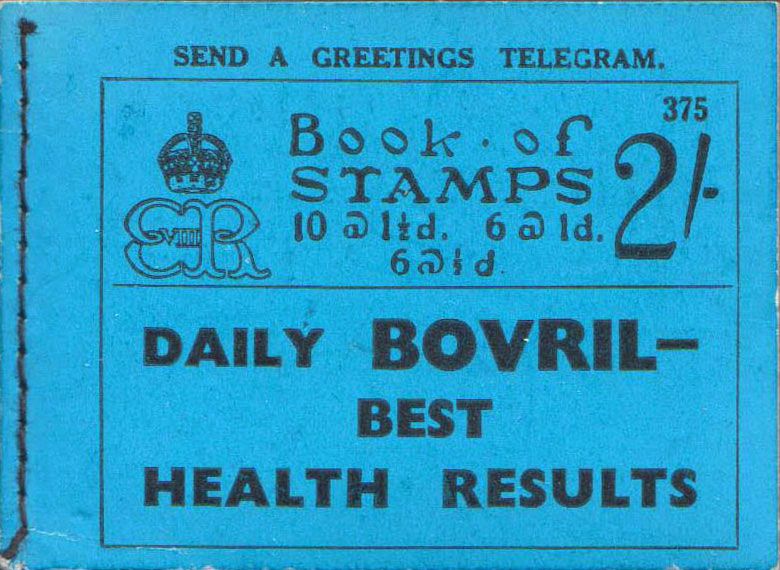 SEND A GREETINGS TELEGRAM.
375
EVIIIR
Book · of
STAMPS
2/-
10 @ 1½d. 6 @ 1d.
6 @ ½d.
DAILY BOVRIL–
BEST
HEALTH RESULTS